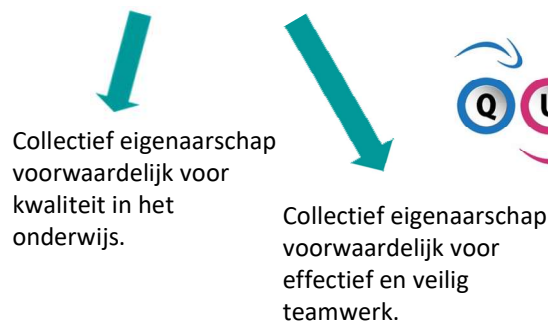 Collectief eigenaarschap
voorwaardelijk voor
kwaliteit in het
onderwijs.
Collectief eigenaarschap
voorwaardelijk voor
effectief en veilig
teamwerk.
Q